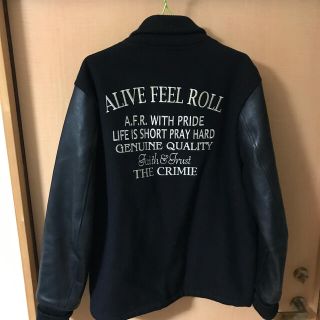 ALIVE FEEL ROLL
A.F.R. WITH PRIDE
LIFE IS SHORT PRAY HARD
GENUINE QUALITY
Faith & Trust
THE CRIMIE